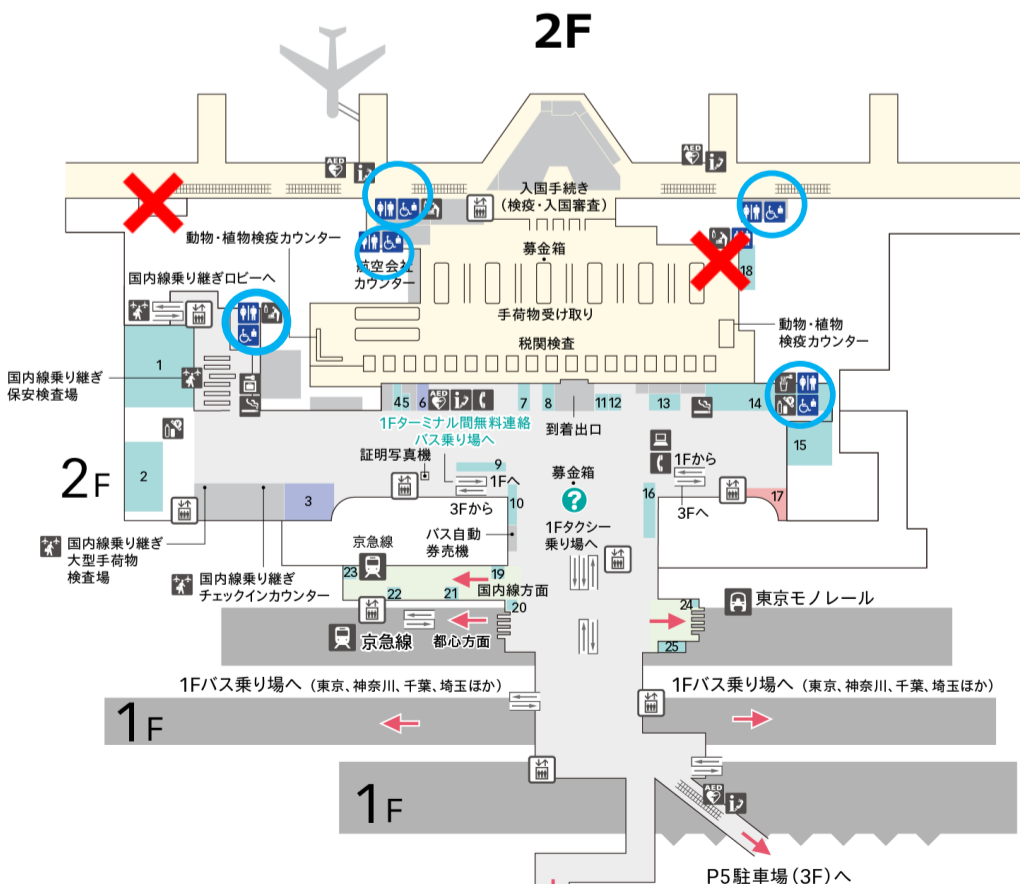 2F
AED
AED
入国手続き
(検疫・入国審査)
動物・植物検疫カウンター
募金箱
航空会社
カウンター
18
国内線乗り継ぎロビーへ
手荷物受け取り
動物・植物
検疫カウンター
税関検査
1
国内線乗り継ぎ
保安検査場
4
5
6
AED
7
8
11
12
13
14
到着出口
1Fターミナル間無料連絡
バス乗り場へ
15
2
証明写真機
9
1Fへ
募金箱
1Fから
2F
3
3Fから
10
?
16
3Fへ
17
1Fタクシー
乗り場へ
バス自動
券売機
国内線乗り継ぎ
大型手荷物
検査場
京急線
国内線乗り継ぎ
チェックインカウンター
23
19
国内線方面
22
21
20
24
東京モノレール
京急線
都心方面
25
1Fバス乗り場へ (東京、神奈川、千葉、埼玉ほか)
1Fバス乗り場へ (東京、神奈川、千葉、埼玉ほか)
1F
1F
AED
P5駐車場(3F)へ